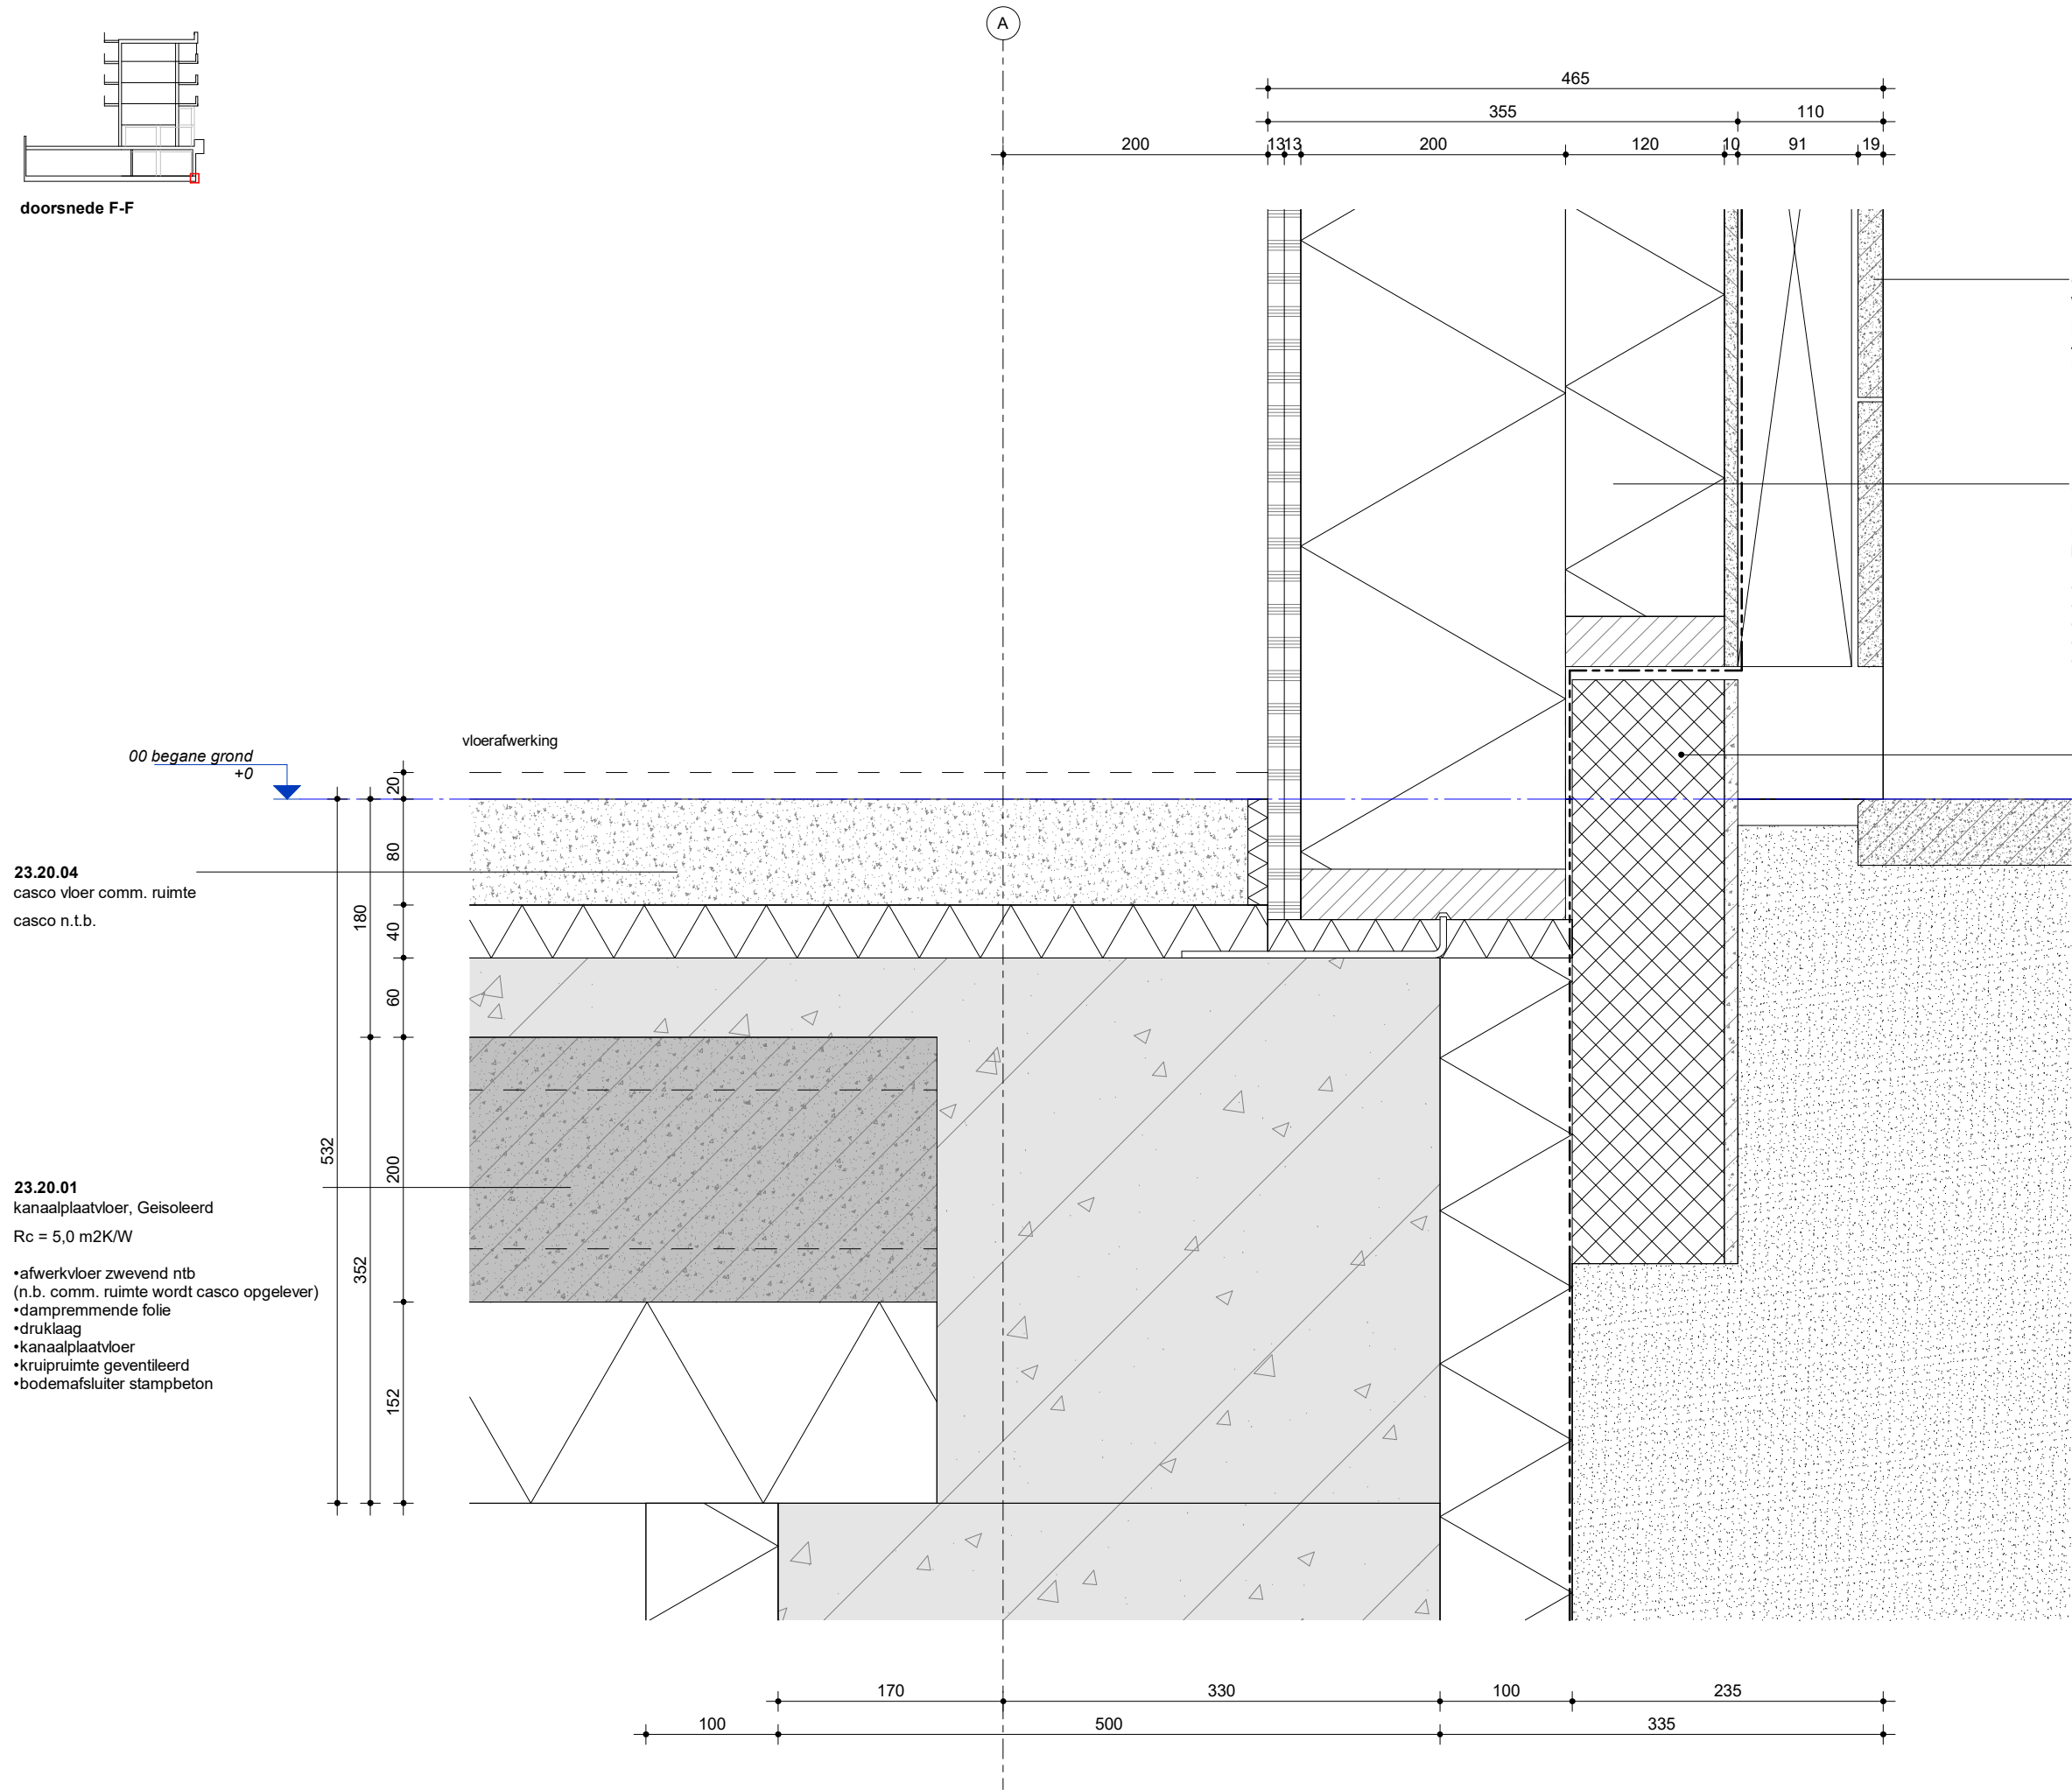 A
465
355
110
200
13
13
200
120
10
91
19
doorsnede F-F
vloerafwerking
00 begane grond
+0
20
80
40
60
200
152
180
352
532
23.20.04
casco vloer comm. ruimte
casco n.t.b.
23.20.01
kanaalplaatvloer, Geisoleerd
Rc = 5,0 m2K/W
•afwerkvloer zwevend ntb
(n.b. comm. ruimte wordt casco opgelever)
•dampremmende folie
•druklaag
•kanaalplaatvloer
•kruipruimte geventileerd
•bodemafsluiter stampbeton
170
330
100
235
100
500
335